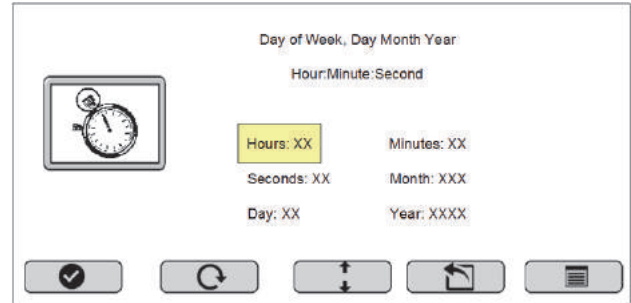 Day of Week, Day Month Year
Hour:Minute:Second
Hours: XX Minutes: XX
Seconds: XX Month: XXX
Day: XX Year: XXXX